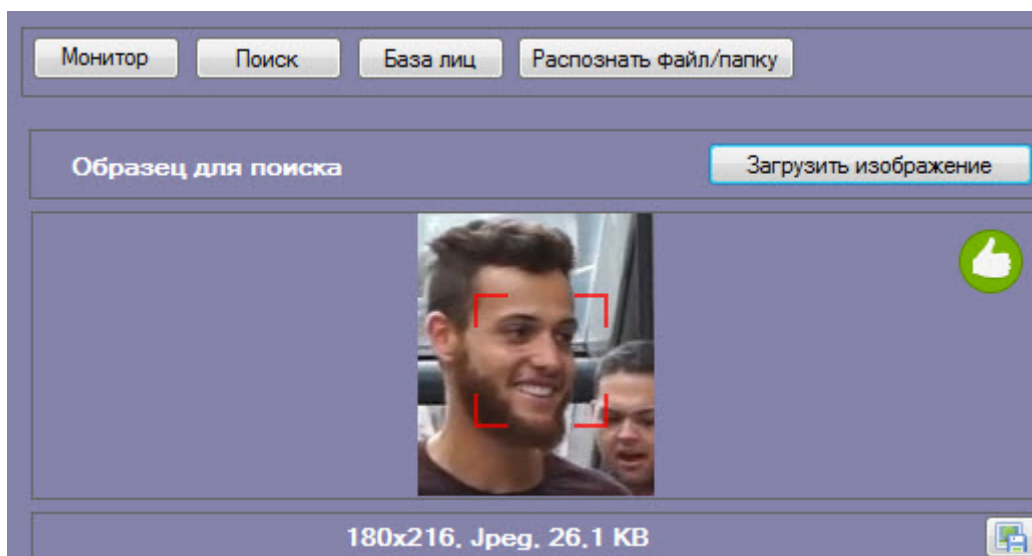 Монитор Поиск База лиц Распознать файл/папку
Образец для поиска Загрузить изображение
180x216, Jpeg, 26,1 KB